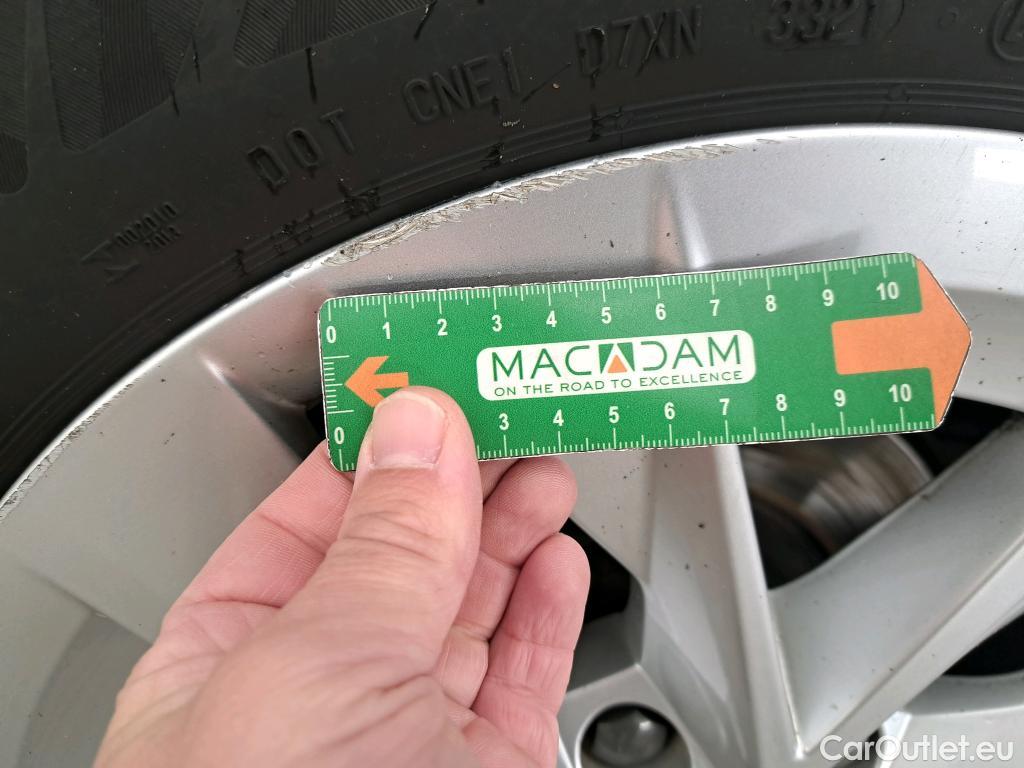 DOT CNE1 D7XN 3321
002010
0 1 2 3 4 5 6 7 8 9 10
MACADAM
ON THE ROAD TO EXCELLENCE
0 3 4 5 6 7 8 9 10
CarOutlet.eu